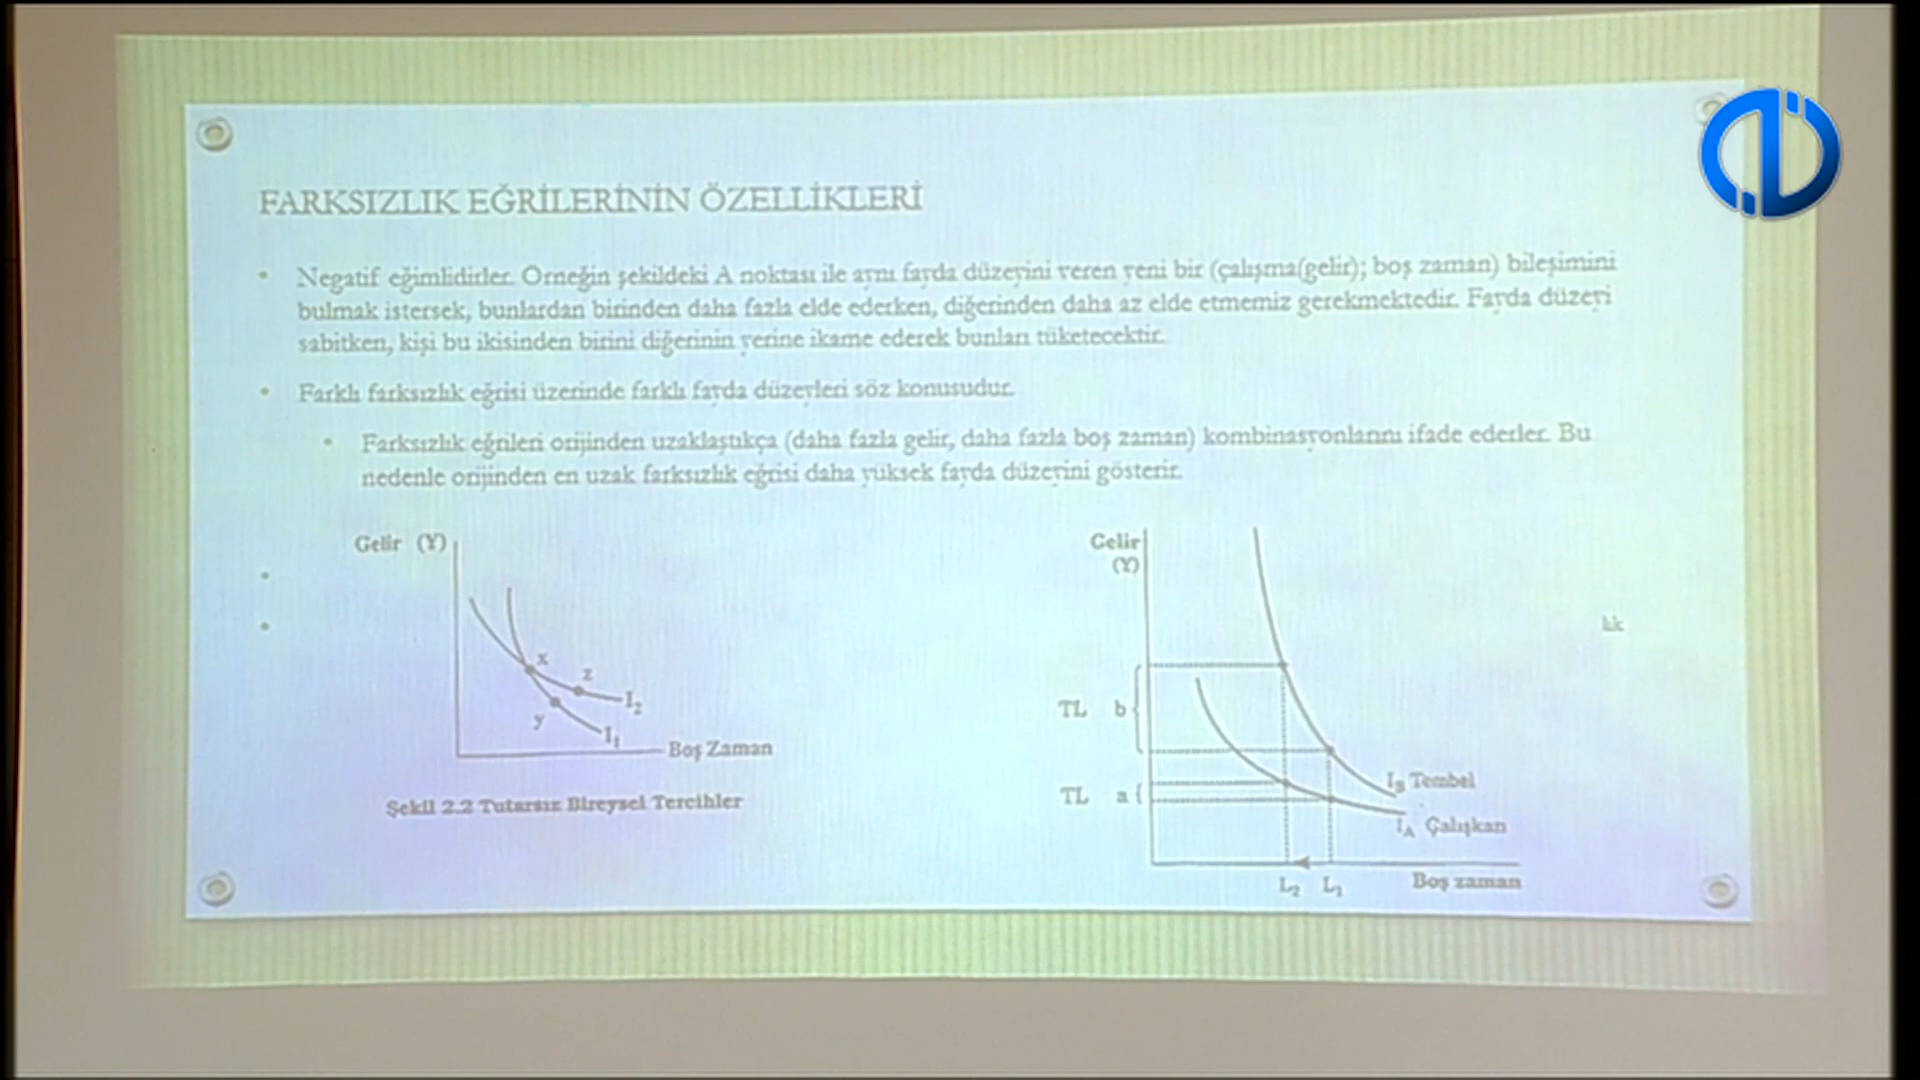 FARKSIZLIK EĞRİLERİNİN ÖZELLİKLERİ
• Negatif eğimlidirler. Örneğin şekildeki A noktası ile aynı fayda düzeyini veren yeni bir (çalışma(gelir); boş zaman) bileşimini
bulmak istersek, bunlardan birinden daha fazla elde ederken, diğerinden daha az elde etmemiz gerekmektedir. Fayda düzeyi
sabitken, kişi bu ikisinden birini diğerinin yerine ikame ederek bunları tüketecektir.
• Farklı farksızlık eğrisi üzerinde farklı fayda düzeyleri söz konusudur.
• Farksızlık eğrileri orijinden uzaklaştıkça (daha fazla gelir, daha fazla boş zaman) kombinasyonlarını ifade ederler. Bu
nedenle orijinden en uzak farksızlık eğrisi daha yüksek fayda düzeyini gösterir.
Gelir (Y)
x
z
y
I₂
I₁
Boş Zaman
Şekil 2.2 Tutarsız Bireysel Tercihler
Gelir
(Y)
lık
TL b
TL a
I_B Tembel
I_A Çalışkan
L₂ L₁ Boş zaman